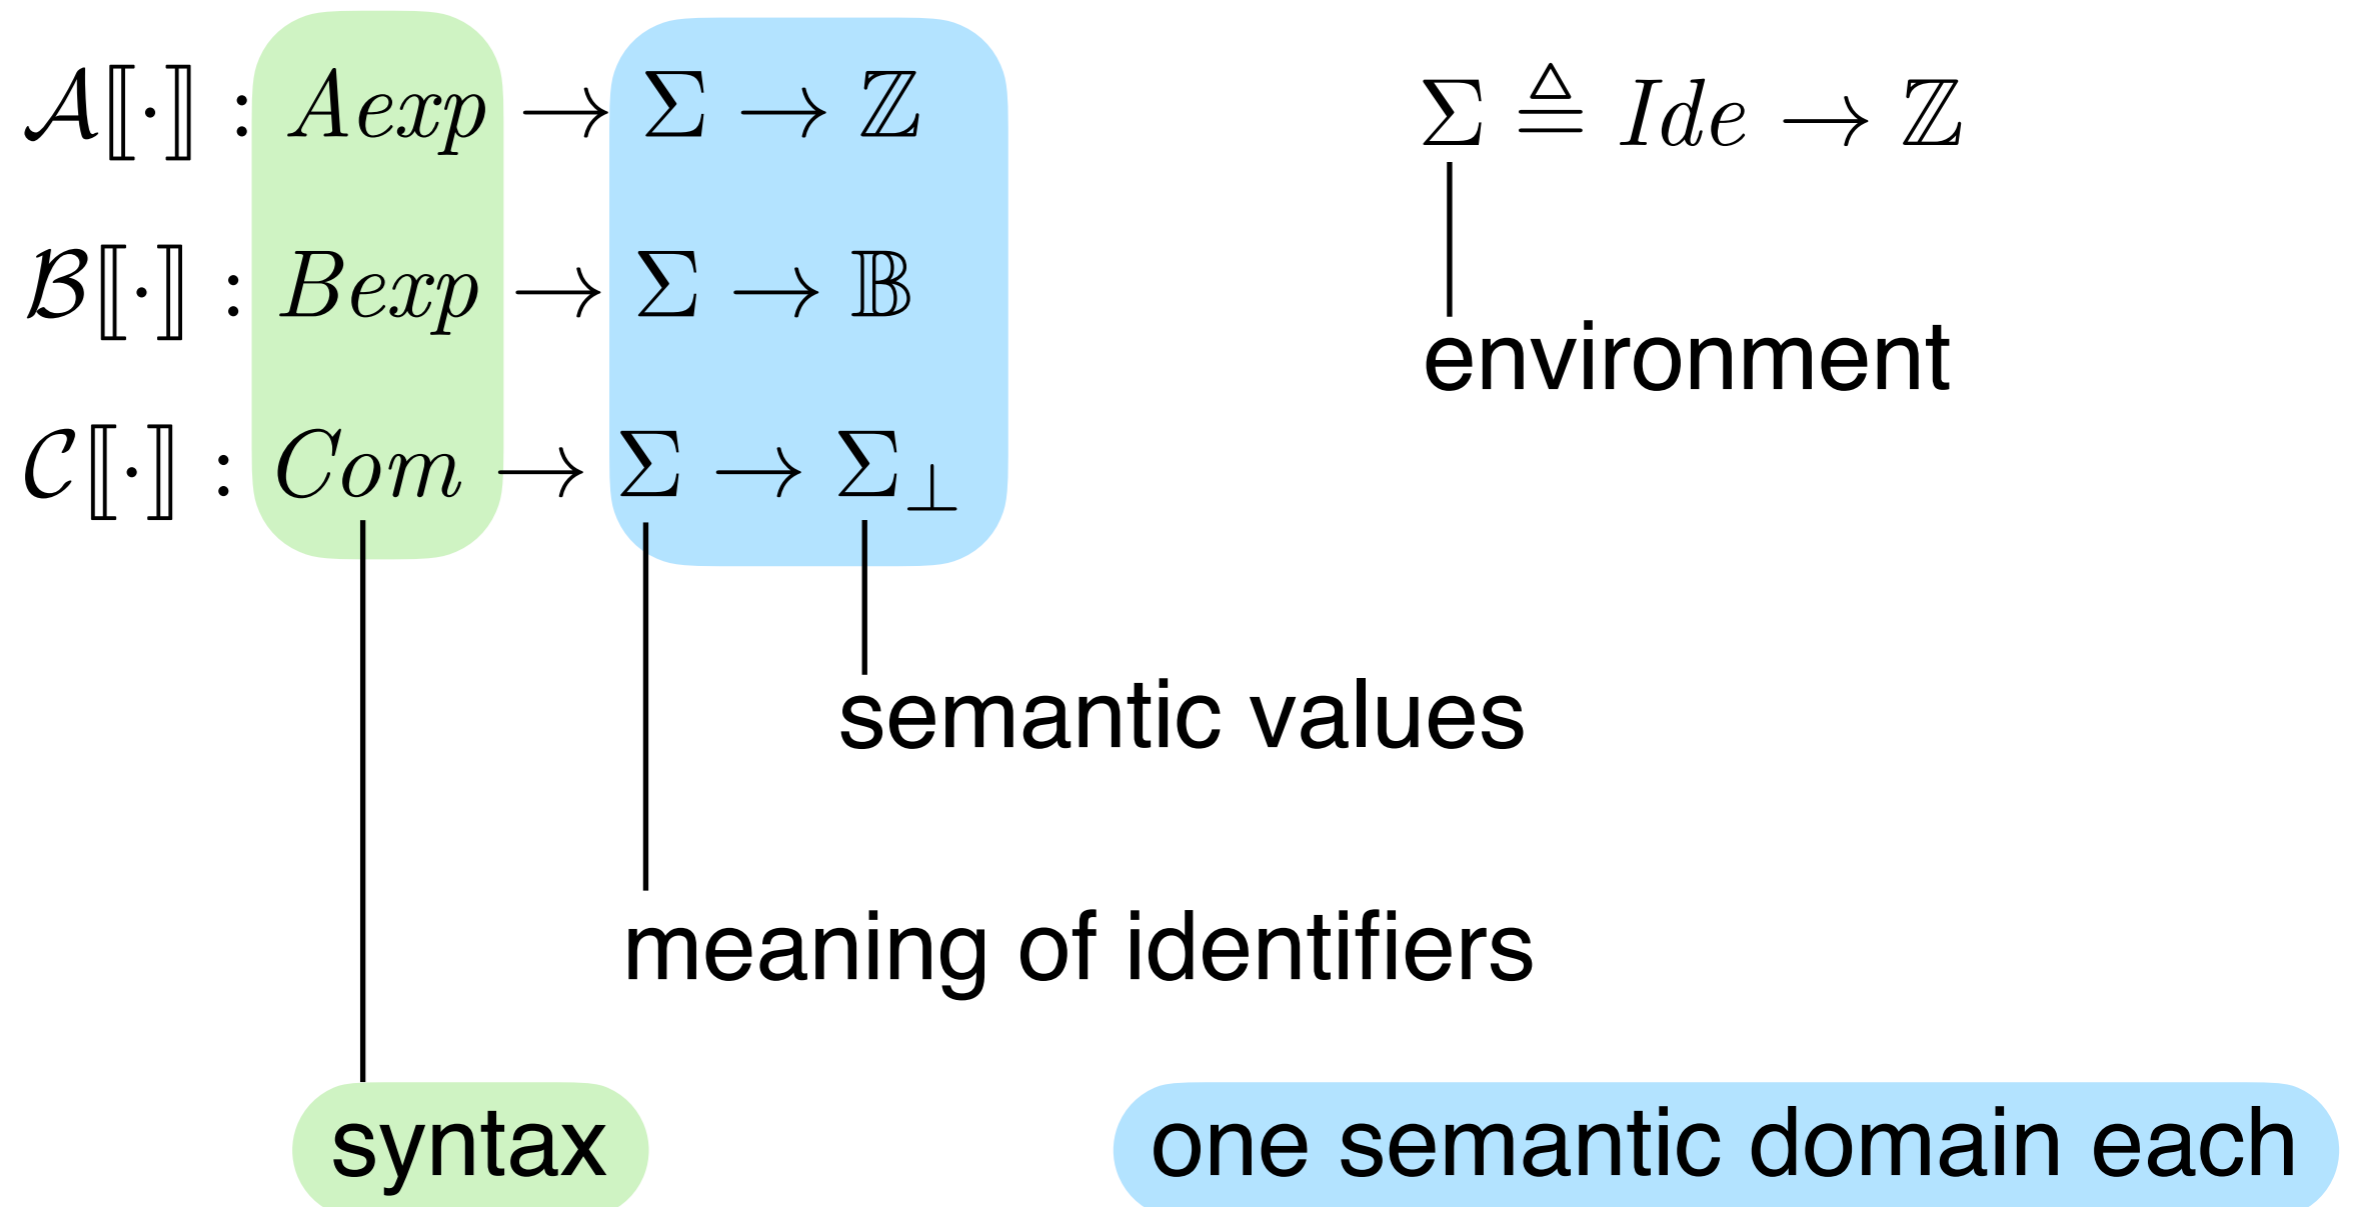 𝒜⟦·⟧ : Aexp → Σ → ℤ
Σ ≜ Ide → ℤ
ℬ⟦·⟧ : Bexp → Σ → 𝔹
environment
𝒞⟦·⟧ : Com → Σ → Σ⊥
semantic values
meaning of identifiers
syntax
one semantic domain each